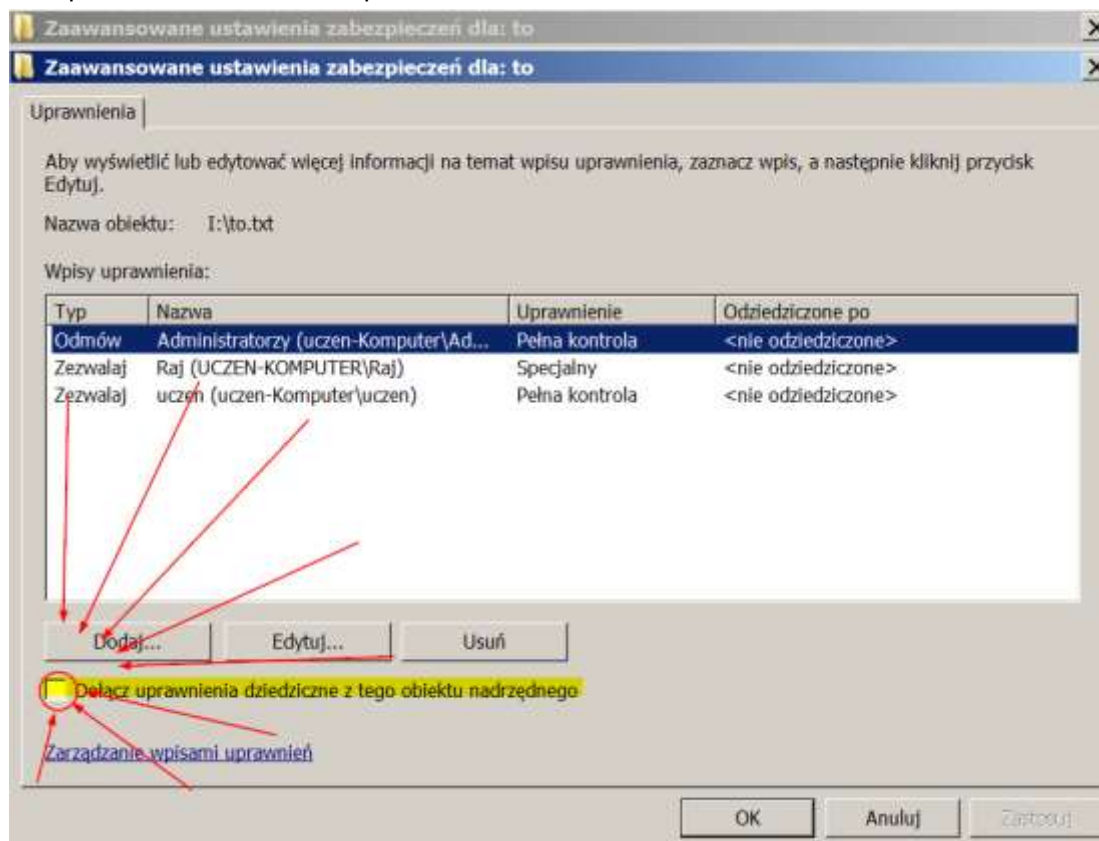 Zaawansowane ustawienia zabezpieczeń dla: to
Zaawansowane ustawienia zabezpieczeń dla: to
Uprawnienia
Aby wyświetlić lub edytować więcej informacji na temat wpisu uprawnienia, zaznacz wpis, a następnie kliknij przycisk
Edytuj.
Nazwa obiektu: I:\to.txt
Wpisy uprawnienia:
Typ Nazwa Uprawnienie Odziedziczone po
Odmów Administratorzy (uczen-Komputer\Ad... Pełna kontrola <nie odziedziczone>
Zezwalaj Raj (UCZEN-KOMPUTER\Raj) Specjalny <nie odziedziczone>
Zezwalaj uczen (uczen-Komputer\uczen) Pełna kontrola <nie odziedziczone>
Dodaj... Edytuj... Usuń
Dołącz uprawnienia dziedziczne z tego obiektu nadrzędnego
Zarządzanie wpisami uprawnień
OK Anuluj Zastosuj